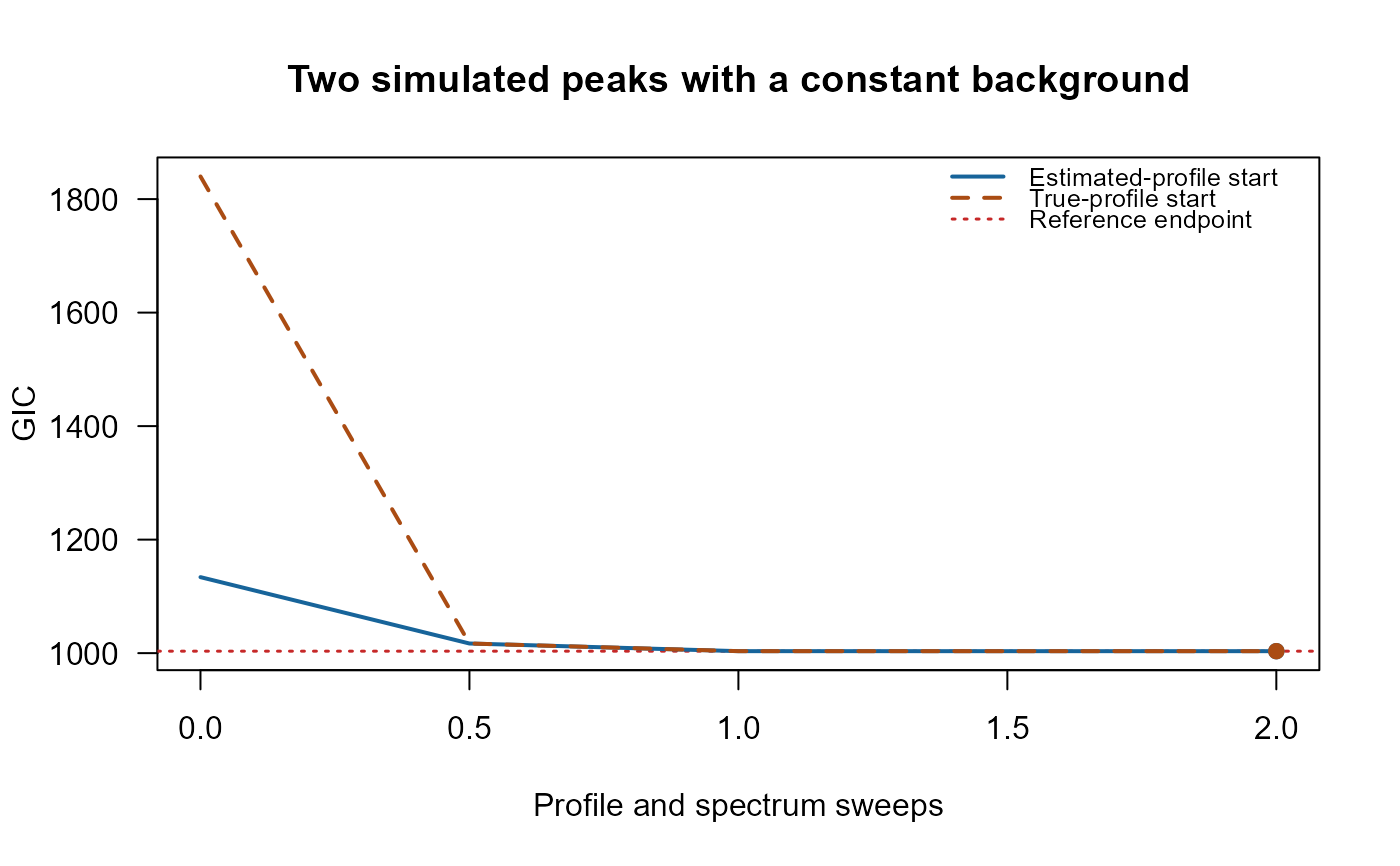 Two simulated peaks with a constant background
Estimated-profile start
True-profile start
Reference endpoint
GIC
1800
1600
1400
1200
1000
0.0 0.5 1.0 1.5 2.0
Profile and spectrum sweeps